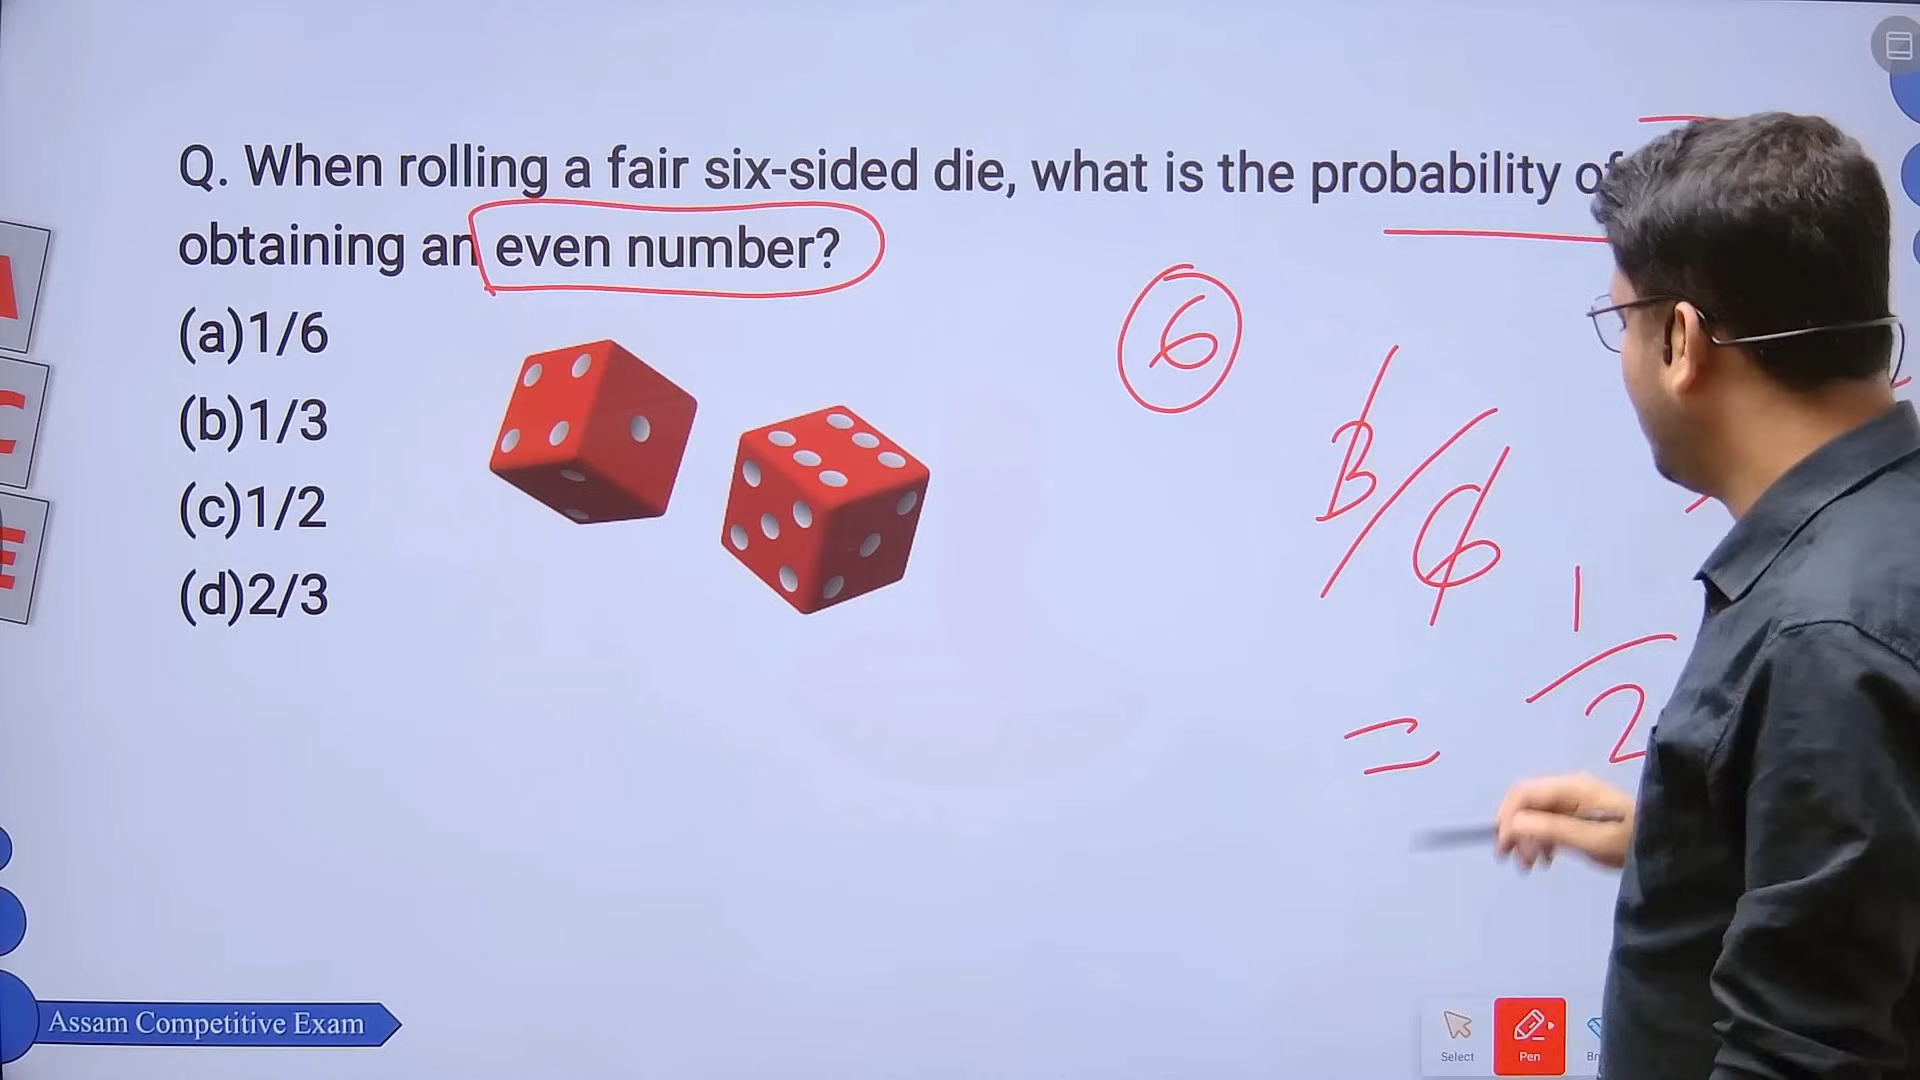 Q. When rolling a fair six-sided die, what is the probability of
obtaining an even number?
(a)1/6
(b)1/3
(c)1/2
(d)2/3
6
3/6
= 1/2
A
C
E
Assam Competitive Exam
Select
Pen